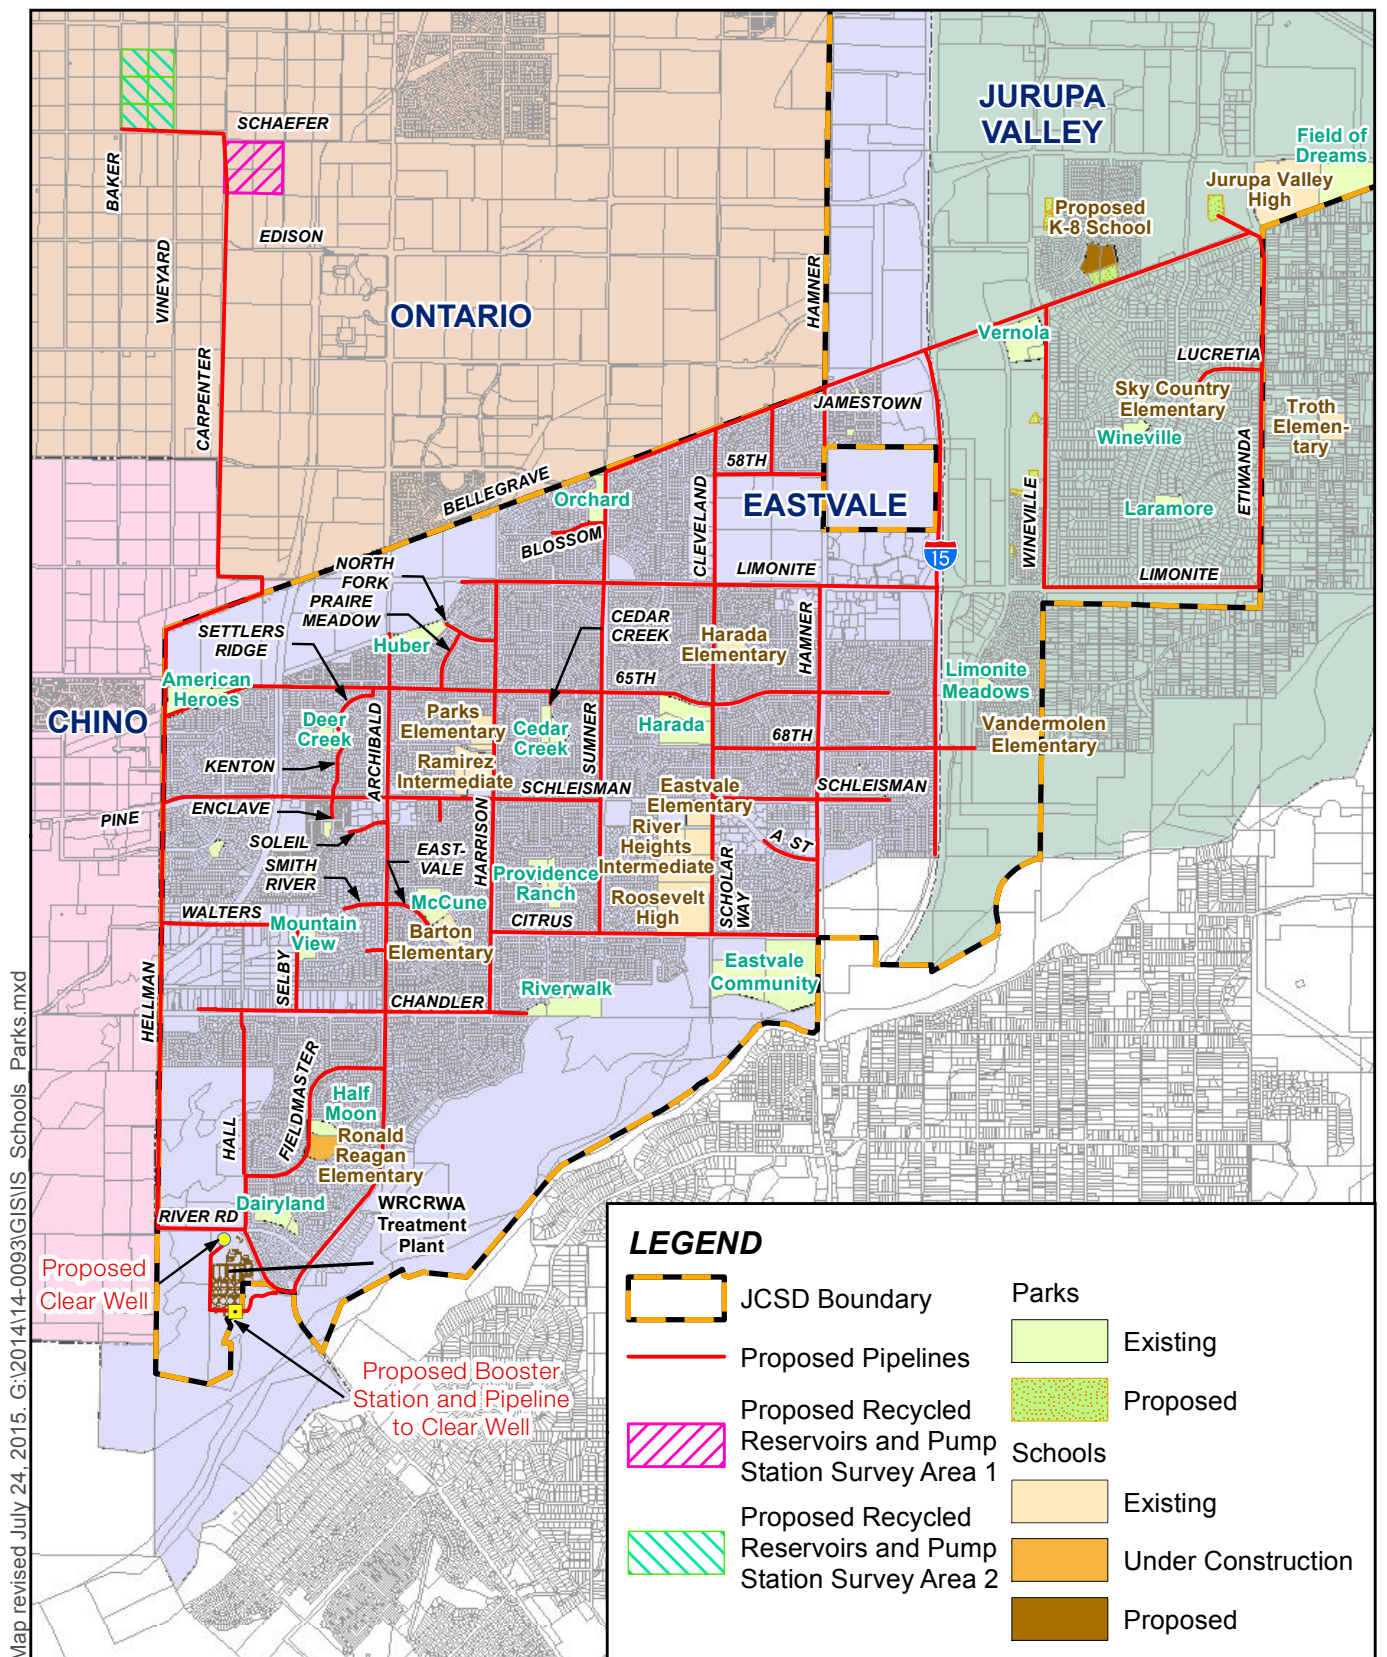 JURUPA
VALLEY
Field of
Dreams
Jurupa Valley
High
Proposed
K-8 School
SCHAEFER
BAKER
EDISON
VINEYARD
HAMNER
ONTARIO
CARPENTER
Vernola
LUCRETIA
Sky Country
Elementary
Troth
Elemen-
tary
Wineville
JAMESTOWN
ETIWANDA
58TH
BELLEGRAVE
Orchard
CLEVELAND
EASTVALE
WINEVILLE
Laramore
BLOSSOM
15
NORTH
FORK
LIMONITE
LIMONITE
PRAIRE
MEADOW
SETTLERS
RIDGE
Huber
CEDAR
CREEK
Harada
Elementary
HAMNER
American
Heroes
65TH
Limonite
Meadows
CHINO
Deer
Creek
ARCHIBALD
Parks
Elementary
Cedar
Creek
SUMNER
Harada
68TH
Vandermolen
Elementary
KENTON
Ramirez
Intermediate
SCHLEISMAN
Eastvale
Elementary
SCHLEISMAN
PINE
ENCLAVE
HARRISON
SOLEIL
River
Heights
Intermediate
A ST
SMITH
RIVER
EAST-
VALE
Providence
Ranch
SCHOLAR
WAY
McCune
Roosevelt
High
WALTERS
Mountain
View
CITRUS
Barton
Elementary
SELBY
Eastvale
Community
HELLMAN
CHANDLER
Riverwalk
FIELDMASTER
Half
Moon
HALL
Ronald
Reagan
Elementary
Dairyland
RIVER RD
WRCRWA
Treatment
Plant
Proposed
Clear Well
Proposed Booster
Station and Pipeline
to Clear Well
LEGEND
JCSD Boundary
Proposed Pipelines
Proposed Recycled
Reservoirs and Pump
Station Survey Area 1
Proposed Recycled
Reservoirs and Pump
Station Survey Area 2
Parks
Existing
Proposed
Schools
Existing
Under Construction
Proposed
Map revised July 24, 2015. G:\2014\14-0093\GIS\IS_Schools_Parks.mxd